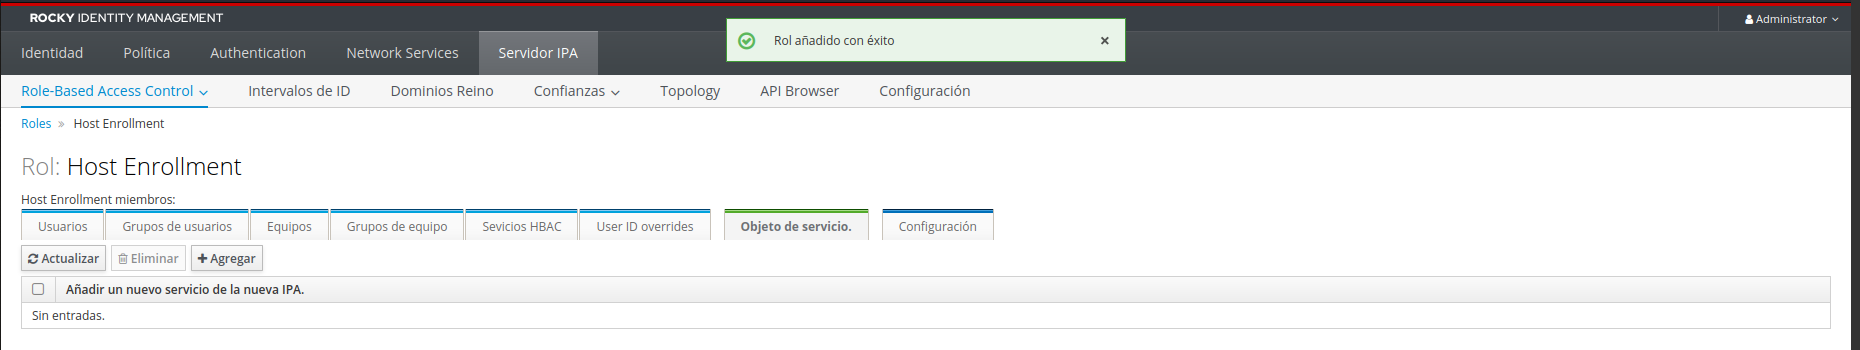 ROCKY IDENTITY MANAGEMENT
Administrator
Rol añadido con éxito
Identidad Política Authentication Network Services Servidor IPA
Role-Based Access Control Intervalos de ID Dominios Reino Confianzas Topology API Browser Configuración
Roles » Host Enrollment
Rol: Host Enrollment
Host Enrollment miembros:
Usuarios Grupos de usuarios Equipos Grupos de equipo Sevicios HBAC User ID overrides Objeto de servicio. Configuración
Actualizar Eliminar Agregar
Añadir un nuevo servicio de la nueva IPA.
Sin entradas.